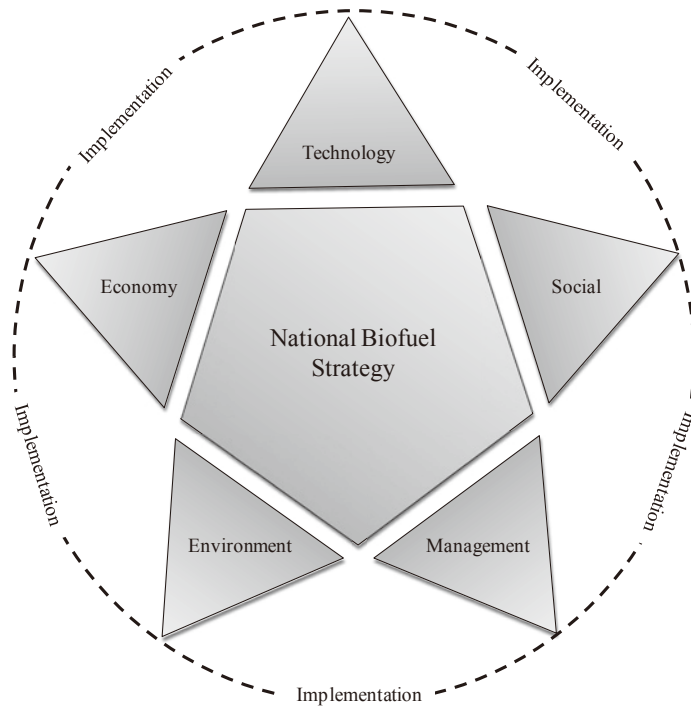 Implementation
Implementation
Technology
Economy
Social
National Biofuel
Strategy
Implementation
Implementation
Environment
Management
Implementation